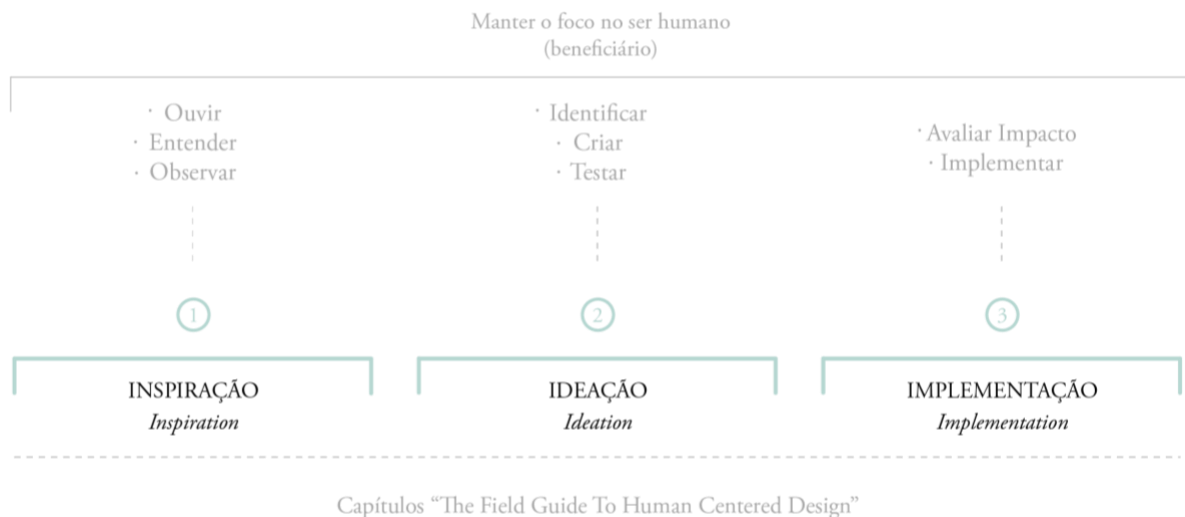 Manter o foco no ser humano
(beneficiário)
· Ouvir
· Entender
· Observar
· Identificar
· Criar
· Testar
· Avaliar Impacto
· Implementar
1
2
3
INSPIRAÇÃO
Inspiration
IDEAÇÃO
Ideation
IMPLEMENTAÇÃO
Implementation
Capítulos “The Field Guide To Human Centered Design”